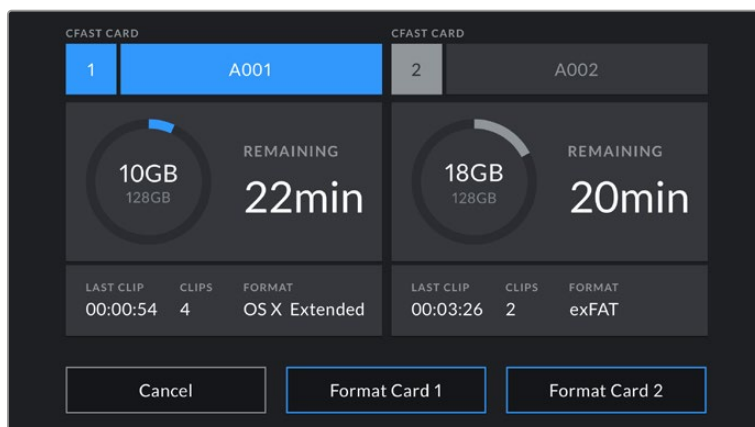 CFAST CARD
1 A001
10GB
128GB
REMAINING
22min
LAST CLIP CLIPS FORMAT
00:00:54 4 OS X Extended
CFAST CARD
2 A002
18GB
128GB
REMAINING
20min
LAST CLIP CLIPS FORMAT
00:03:26 2 exFAT
Cancel Format Card 1 Format Card 2